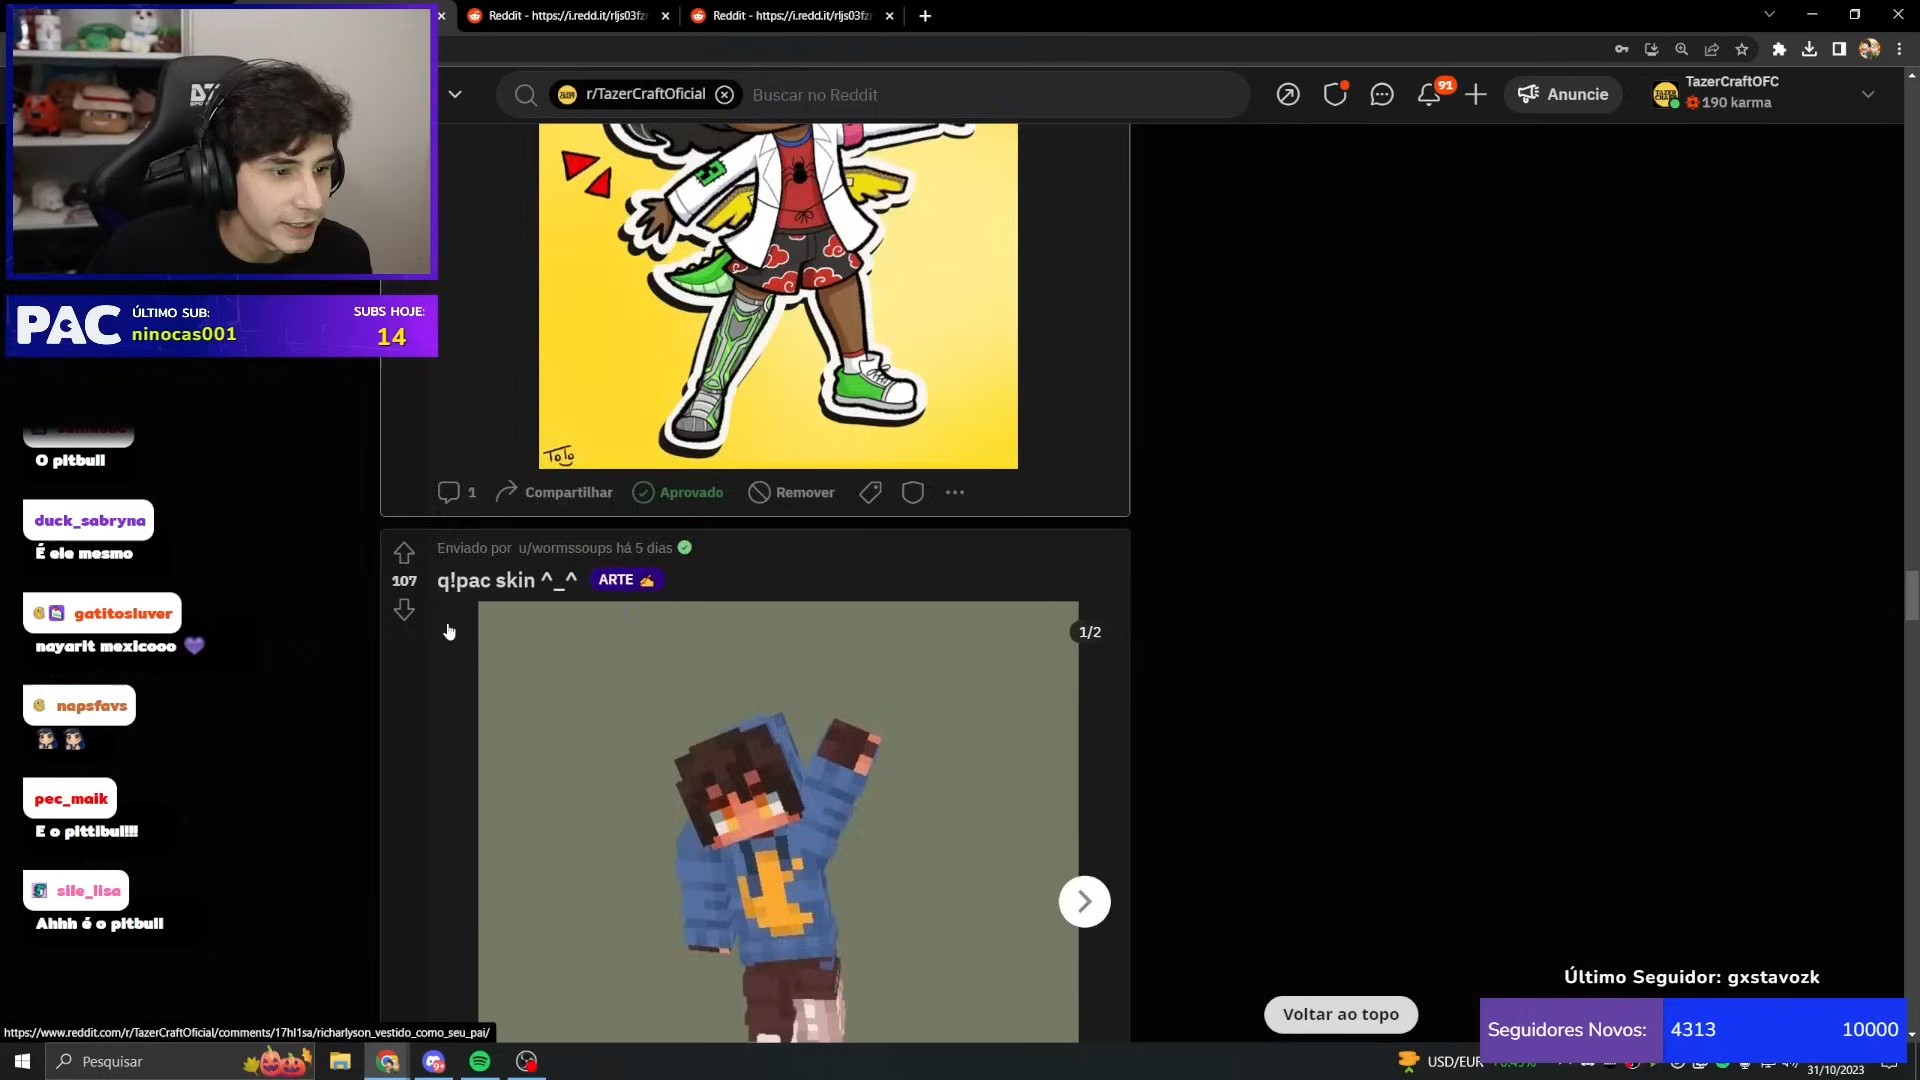 Reddit - https://i.redd.it/rljs03fzr
Reddit - https://i.redd.it/rljs03fz
r/TazerCraftOficial
Buscar no Reddit
91
Anuncie
TazerCraftOFC
190 karma
PAC
ÚLTIMO SUB:
ninocas001
SUBS HOJE:
14
O pitbull
duck_sabryna
É ele mesmo
gatitosluver
nayarit mexicooo
napsfavs
pec_maik
E o pittibul!!!
sile_lisa
Ahhh é o pitbull
ToTo
1
Compartilhar
Aprovado
Remover
Enviado por u/wormssoups há 5 dias
107
q!pac skin ^_^
ARTE
1/2
Voltar ao topo
Último Seguidor: gxstavozk
Seguidores Novos: 4313 10000
https://www.reddit.com/r/TazerCraftOficial/comments/17hl1sa/richarlyson_vestido_como_seu_pai/
Pesquisar
USD/EUR
31/10/2023